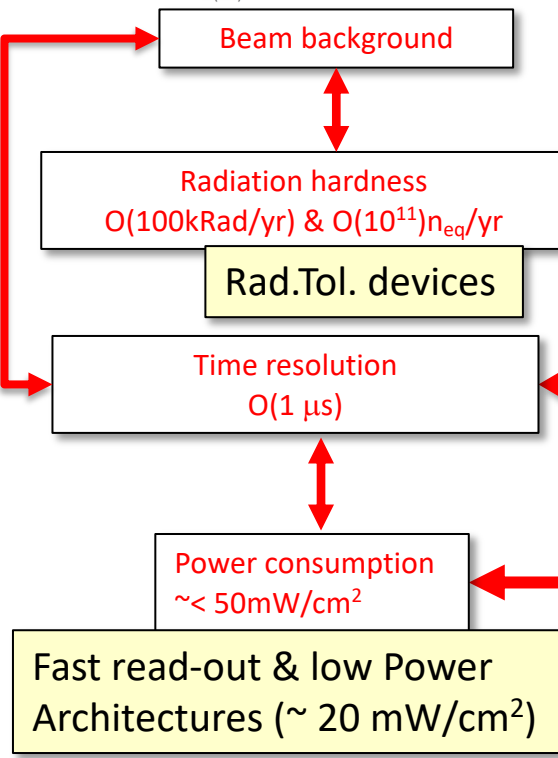 Beam background
Radiation hardness
O(100kRad/yr) & O(10¹¹)nₑq/yr
Rad.Tol. devices
Time resolution
O(1 μs)
Power consumption
~< 50mW/cm²
Fast read-out & low Power
Architectures (~ 20 mW/cm²)